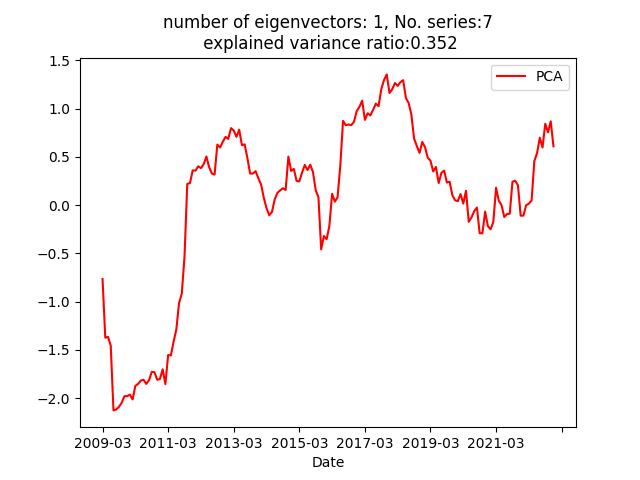 number of eigenvectors: 1, No. series:7
explained variance ratio:0.352
PCA
1.5
1.0
0.5
0.0
−0.5
−1.0
−1.5
−2.0
2009-03 2011-03 2013-03 2015-03 2017-03 2019-03 2021-03
Date